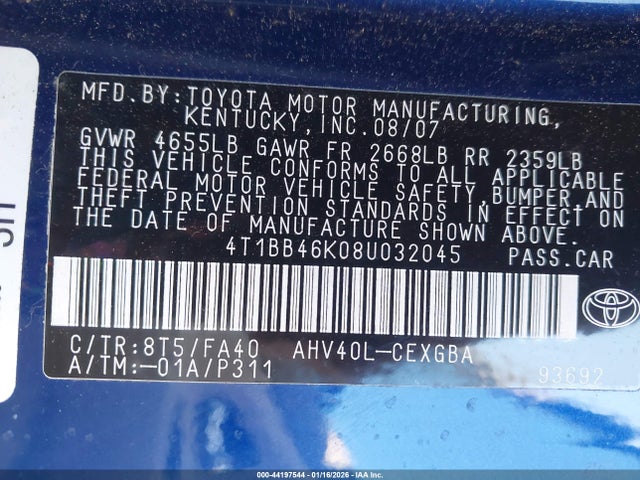 MFD.BY:TOYOTA MOTOR MANUFACTURING,
KENTUCKY,INC.08/07
GVWR 4655LB GAWR FR 2668LB RR 2359LB
THIS VEHICLE CONFORMS TO ALL APPLICABLE
FEDERAL MOTOR VEHICLE SAFETY,BUMPER,AND
THEFT PREVENTION STANDARDS IN EFFECT ON
THE DATE OF MANUFACTURE SHOWN ABOVE.
4T1BB46K08U032045 PASS.CAR
C/TR:8T5/FA40 AHV40L-CEXGBA
A/TM:-01A/P311
93692
000-44197544 - 01/16/2026 - IAA Inc.